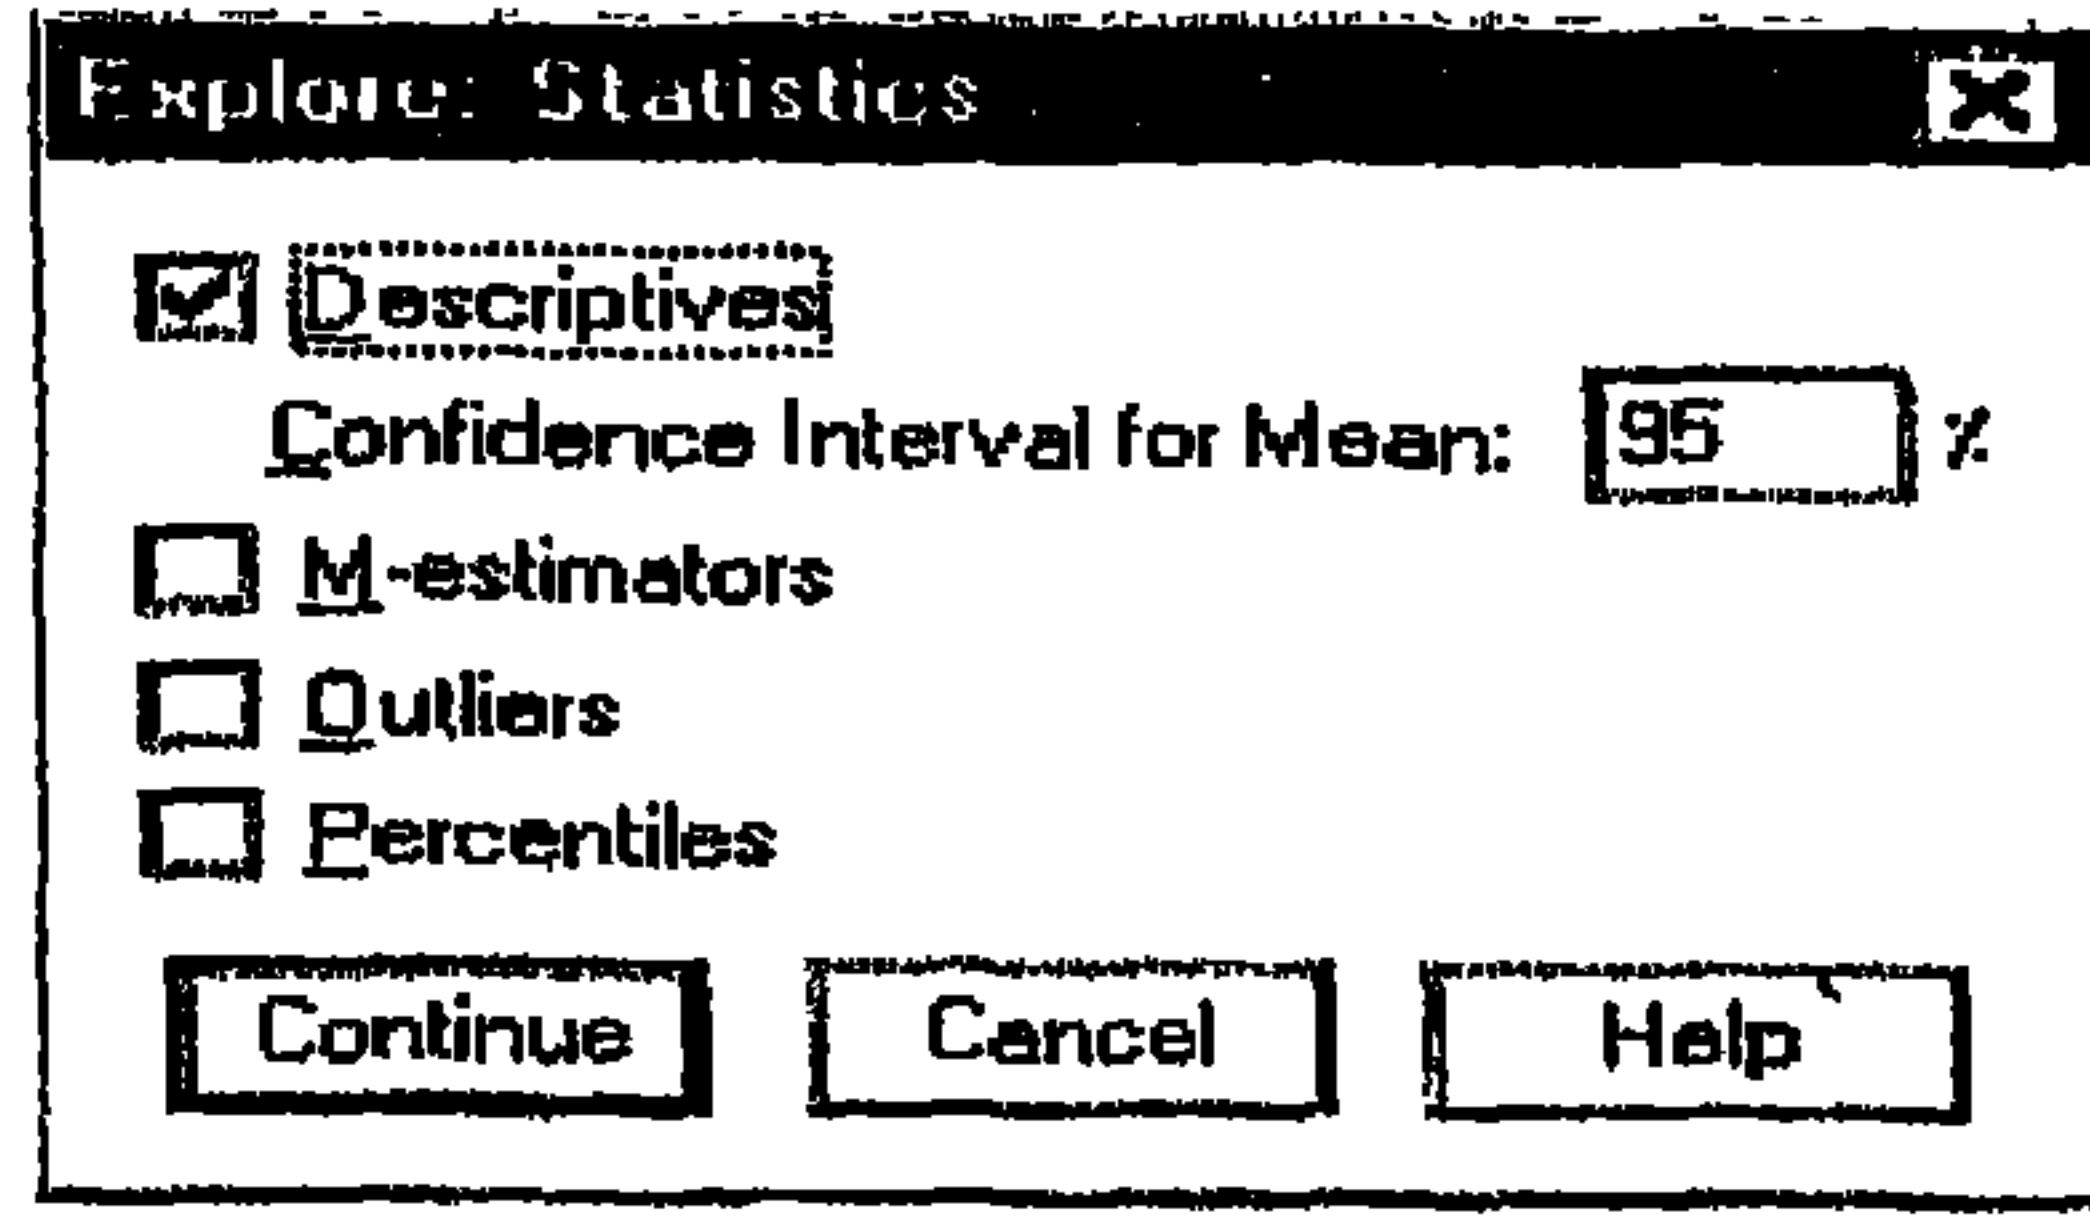 Explore: Statistics
Descriptives
Confidence Interval for Mean: 95 %
M-estimators
Outliers
Percentiles
Continue Cancel Help